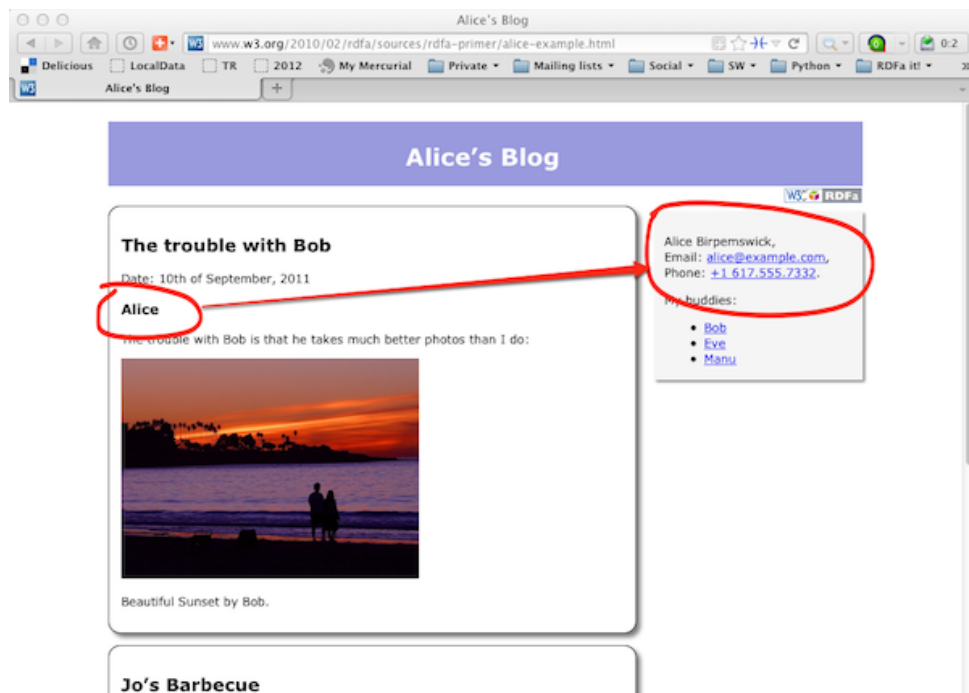 Alice's Blog
www.w3.org/2010/02/rdfa/sources/rdfa-primer/alice-example.html
0:2
Delicious LocalData TR 2012 My Mercurial Private Mailing lists Social SW Python RDFa it!
W3 Alice's Blog +
Alice's Blog
W3C RDFa
The trouble with Bob
Date: 10th of September, 2011
Alice
The trouble with Bob is that he takes much better photos than I do:
Beautiful Sunset by Bob.
Alice Birpemswick,
Email: alice@example.com,
Phone: +1 617.555.7332.
My buddies:
Bob
Eve
Manu
Jo's Barbecue